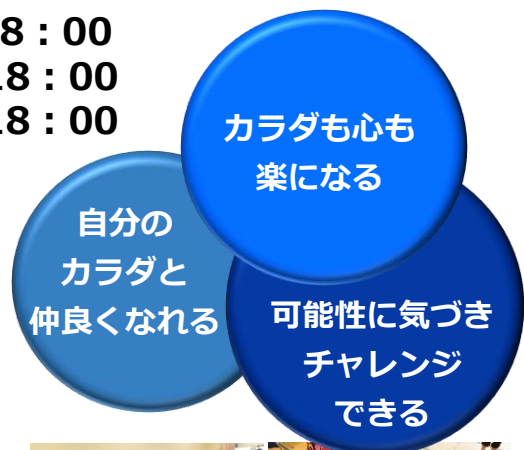 8：00
18：00
18：00
カラダも心も
楽になる
自分の
カラダと
仲良くなれる
可能性に気づき
チャレンジ
できる